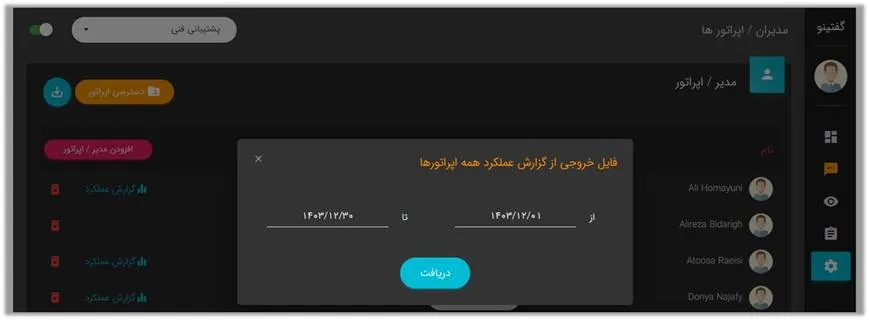 گفتینو
مدیران / اپراتور ها
پشتیبانی فنی
مدیر / اپراتور
دسترسی اپراتور
نام
افزودن مدیر / اپراتور
فایل خروجی از گزارش عملکرد همه اپراتورها
×
از
۱۴۰۳/۱۲/۰۱
تا
۱۴۰۳/۱۲/۳۰
دریافت
Ali Homayuni
گزارش عملکرد
Alireza Bidarigh
Atoosa Raeisi
گزارش عملکرد
Donya Najafy
گزارش عملکرد